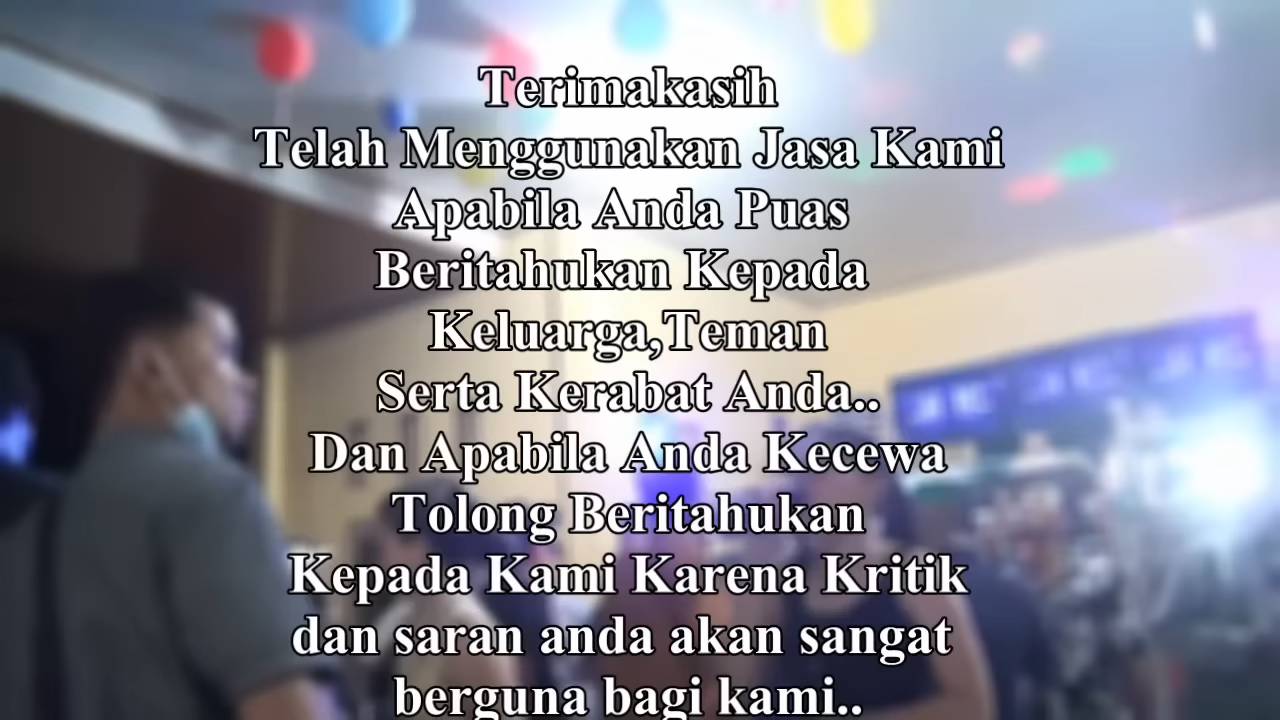 Terimakasih
Telah Menggunakan Jasa Kami
Apabila Anda Puas
Beritahukan Kepada
Keluarga,Teman
Serta Kerabat Anda..
Dan Apabila Anda Kecewa
Tolong Beritahukan
Kepada Kami Karena Kritik
dan saran anda akan sangat
berguna bagi kami..